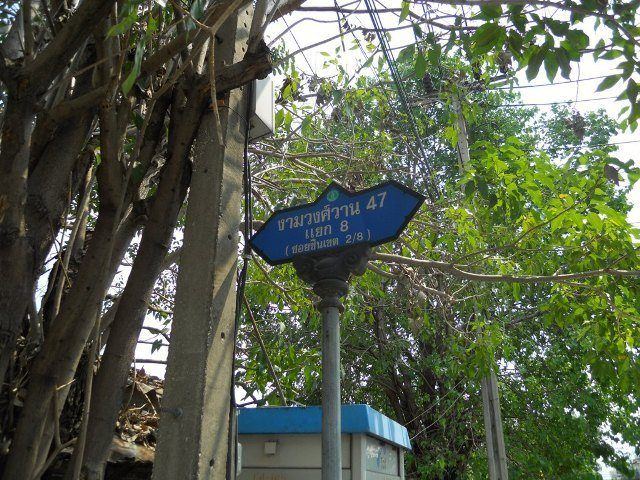 งามวงศ์วาน 47
แยก 8
(ซอยชินเขต 2/8)